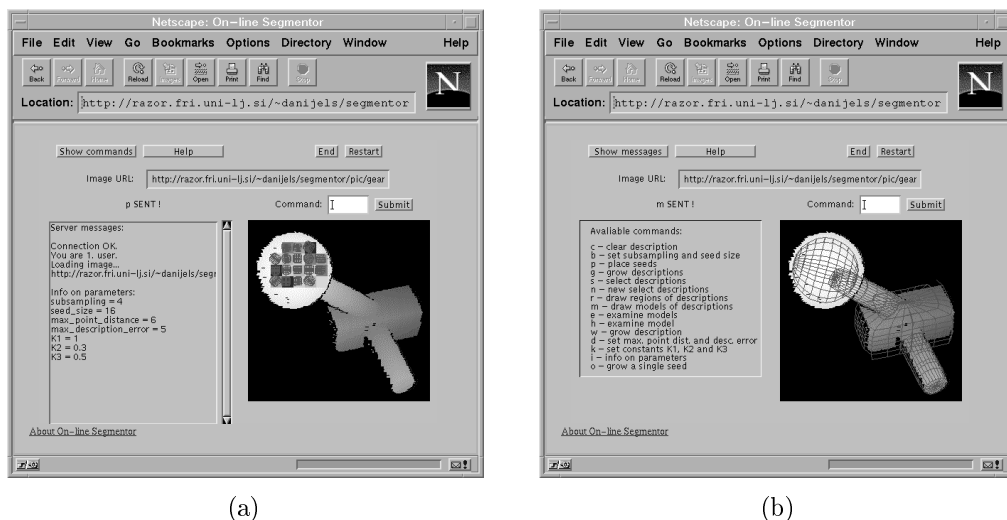 Netscape: On-line Segmentor
File Edit View Go Bookmarks Options Directory Window Help
Back Forward Home Reload Images Open Print Find Stop
N
Location: http://razor.fri.uni-lj.si/~danijels/segmentor
Show commands Help End Restart
Image URL: http://razor.fri.uni-lj.si/~danijels/segmentor/pic/gear
p SENT ! Command: Submit
Server messages:
Connection OK.
You are 1. user.
Loading image...
http://razor.fri.uni-lj.si/~danijels/segr
Info on parameters:
subsampling = 4
seed_size = 16
max_point_distance = 6
max_description_error = 5
K1 = 1
K2 = 0.3
K3 = 0.5
About On-line Segmentor
(a)
Netscape: On-line Segmentor
File Edit View Go Bookmarks Options Directory Window Help
Back Forward Home Reload Images Open Print Find Stop
N
Location: http://razor.fri.uni-lj.si/~danijels/segmentor
Show messages Help End Restart
Image URL: http://razor.fri.uni-lj.si/~danijels/segmentor/pic/gear
m SENT ! Command: Submit
Available commands:
c - clear description
b - set subsampling and seed size
p - place seeds
g - grow descriptions
s - select descriptions
n - new select descriptions
r - draw regions of descriptions
m - draw models of descriptions
e - examine models
h - examine model
w - grow description
d - set max. point dist. and desc. error
k - set constants K1, K2 and K3
i - info on parameters
o - grow a single seed
About On-line Segmentor
(b)